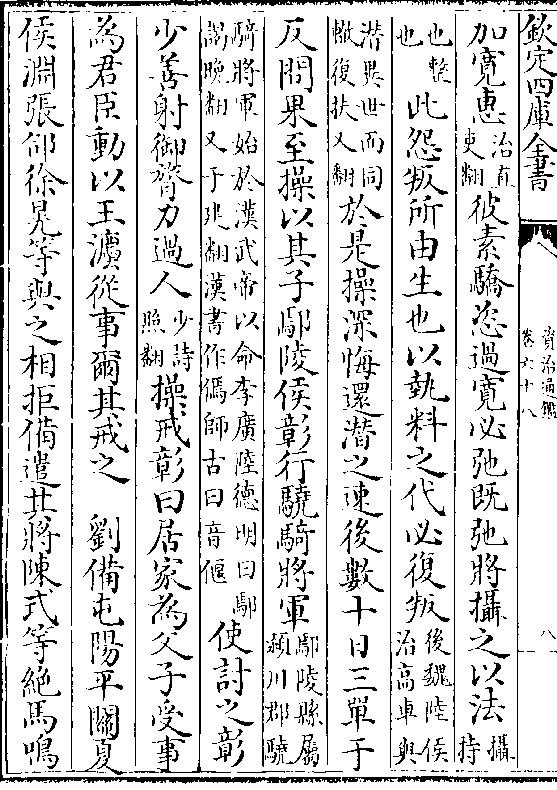 欽定四庫全書
資治通鑑
卷六十八
八
加寬惠
治直
吏翻
彼素驕恣過寬必弛既弛將攝之以法
攝
持
也整
也
此怨叛所由生也以埶料之代必復叛
後魏陸俟
治高車與
潜異世而同
轍復扶又翻
於是操深悔還潜之速後數十日三單于
反問果至操以其子鄢陵侯彰行驍騎將軍
鄢陵縣屬
潁川郡驍
騎將軍始於漢武帝以命李廣陸德明曰鄢
謁晚翻又于建翻漢書作傿師古曰音偃
使討之彰
少善射御膂力過人
少詩
照翻
操戒彰曰居家為父子受事
為君臣動以王灋從事爾其戒之 劉備屯陽平關夏
侯淵張郃徐晃等與之相拒備遣其將陳式等絶馬鳴